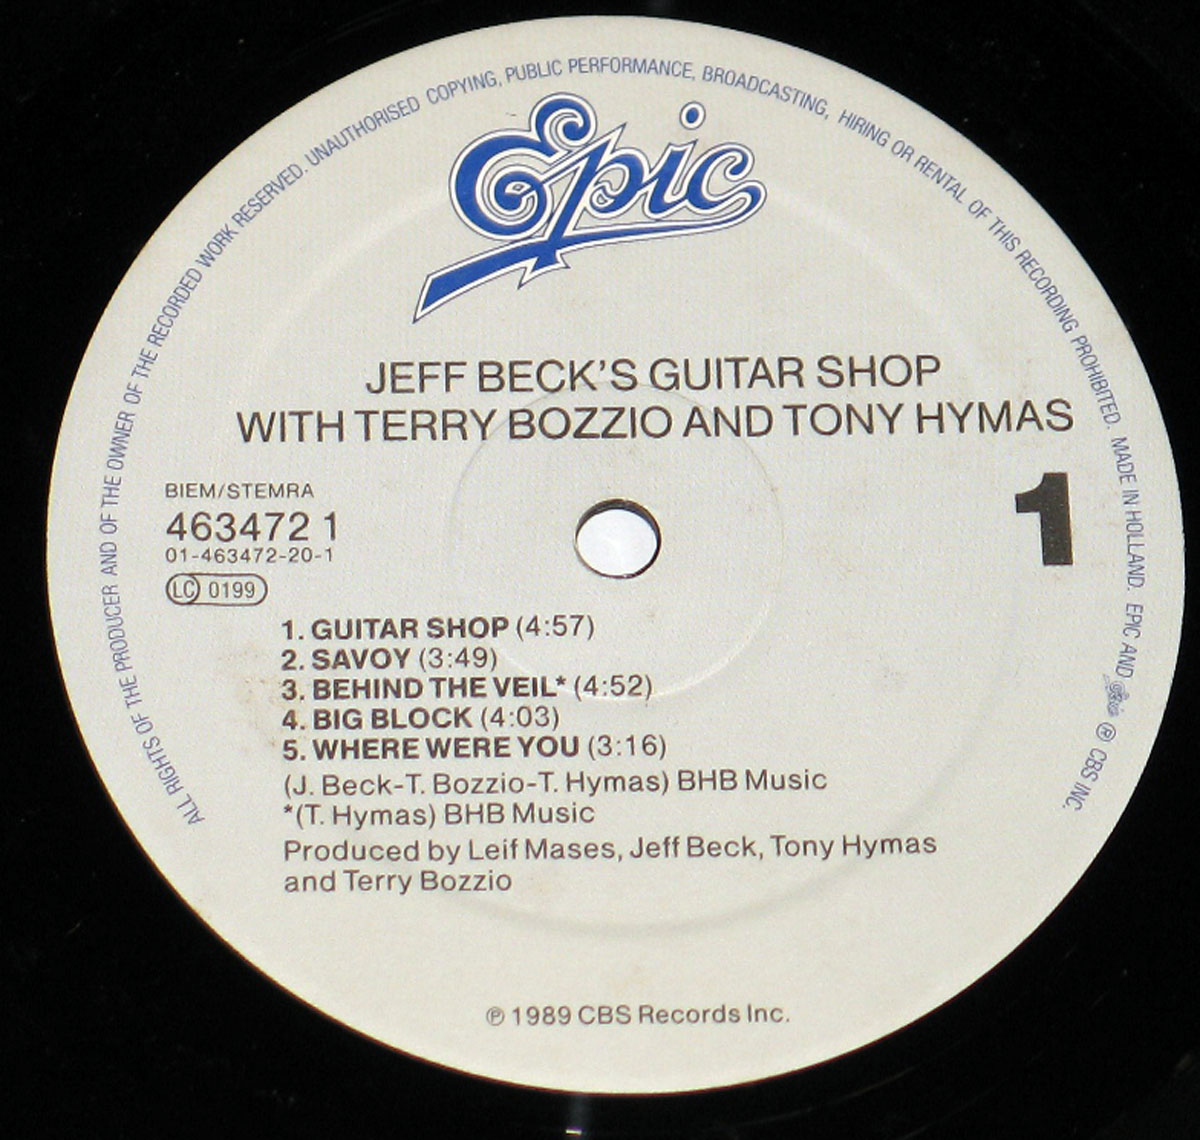 ALL RIGHTS OF THE PRODUCER AND OF THE OWNER OF THE RECORDED WORK RESERVED. UNAUTHORISED COPYING, PUBLIC PERFORMANCE, BROADCASTING, HIRING OR RENTAL OF THIS RECORDING PROHIBITED. MADE IN HOLLAND. EPIC AND Epic ℗ CBS INC.
Epic
JEFF BECK'S GUITAR SHOP
WITH TERRY BOZZIO AND TONY HYMAS
BIEM/STEMRA
463472 1
01-463472-20-1
LC 0199
1
1. GUITAR SHOP (4:57)
2. SAVOY (3:49)
3. BEHIND THE VEIL* (4:52)
4. BIG BLOCK (4:03)
5. WHERE WERE YOU (3:16)
(J. Beck-T. Bozzio-T. Hymas) BHB Music
*(T. Hymas) BHB Music
Produced by Leif Mases, Jeff Beck, Tony Hymas
and Terry Bozzio
℗ 1989 CBS Records Inc.